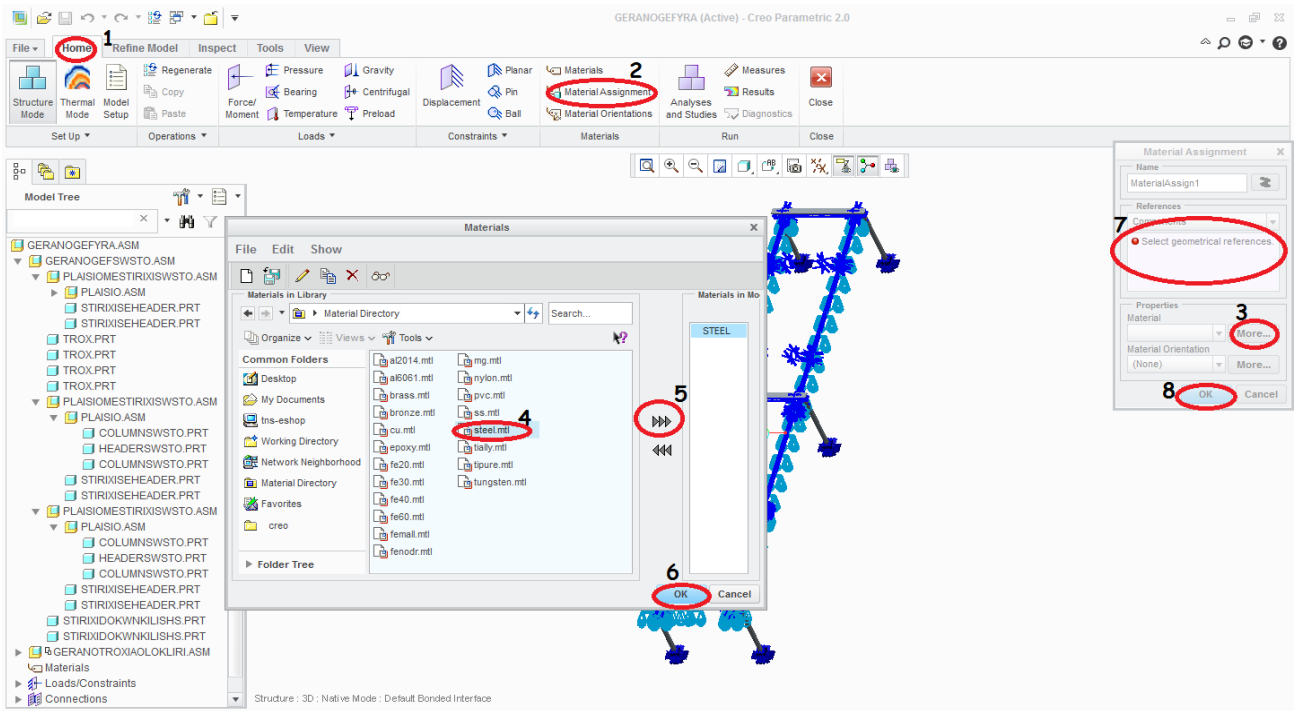 GERANOGEFYRA (Active) - Creo Parametric 2.0
File Home 1 Refine Model Inspect Tools View
Regenerate Pressure Gravity Planar Materials 2 Measures
Copy Bearing Centrifugal Pin Material Assignment Results
Structure Mode Thermal Mode Model Setup Paste Force/ Moment Temperature Preload Displacement Ball Material Orientations Analyses and Studies Diagnostics Close
Set Up Operations Loads Constraints Materials Run Close
Model Tree
GERANOGEFYRA.ASM
GERANOGEFSWSTO.ASM
PLAISIOMESTIRIXISWSTO.ASM
PLAISIO.ASM
STIRIXISEHEADER.PRT
STIRIXISEHEADER.PRT
TROX.PRT
TROX.PRT
TROX.PRT
TROX.PRT
PLAISIOMESTIRIXISWSTO.ASM
PLAISIO.ASM
COLUMNSWSTO.PRT
HEADERSWSTO.PRT
COLUMNSWSTO.PRT
STIRIXISEHEADER.PRT
STIRIXISEHEADER.PRT
PLAISIOMESTIRIXISWSTO.ASM
PLAISIO.ASM
COLUMNSWSTO.PRT
HEADERSWSTO.PRT
COLUMNSWSTO.PRT
STIRIXISEHEADER.PRT
STIRIXISEHEADER.PRT
STIRIXIDOKWNKILISHS.PRT
STIRIXIDOKWNKILISHS.PRT
GERANOTROXIAOLOKLIRI.ASM
Materials
Loads/Constraints
Connections
Materials
File Edit Show
Materials in Library
Material Directory
Search...
Organize Views Tools
Common Folders
Desktop
My Documents
tns-eshop
Working Directory
Network Neighborhood
Material Directory
Favorites
creo
Folder Tree
al2014.mtl
al6061.mtl
brass.mtl
bronze.mtl
cu.mtl
epoxy.mtl
fe20.mtl
fe30.mtl
fe40.mtl
fe60.mtl
femall.mtl
fenodr.mtl
mg.mtl
nylon.mtl
pvc.mtl
ss.mtl
4
steel.mtl
tially.mtl
tipure.mtl
tungsten.mtl
5
Materials in Mo
STEEL
6
OK Cancel
Material Assignment
Name
MaterialAssign1
References
7
Components
Select geometrical references.
Properties
3
Material
More...
Material Orientation
(None) More...
8 OK Cancel
Structure : 3D : Native Mode : Default Bonded Interface